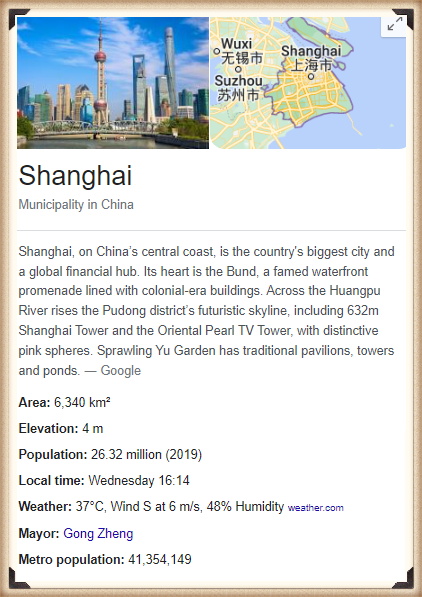 Wuxi
无锡市
Suzhou
苏州市
Shanghai
上海市
Shanghai
Municipality in China
Shanghai, on China's central coast, is the country's biggest city and
a global financial hub. Its heart is the Bund, a famed waterfront
promenade lined with colonial-era buildings. Across the Huangpu
River rises the Pudong district's futuristic skyline, including 632m
Shanghai Tower and the Oriental Pearl TV Tower, with distinctive
pink spheres. Sprawling Yu Garden has traditional pavilions, towers
and ponds. — Google
Area: 6,340 km²
Elevation: 4 m
Population: 26.32 million (2019)
Local time: Wednesday 16:14
Weather: 37°C, Wind S at 6 m/s, 48% Humidity weather.com
Mayor: Gong Zheng
Metro population: 41,354,149